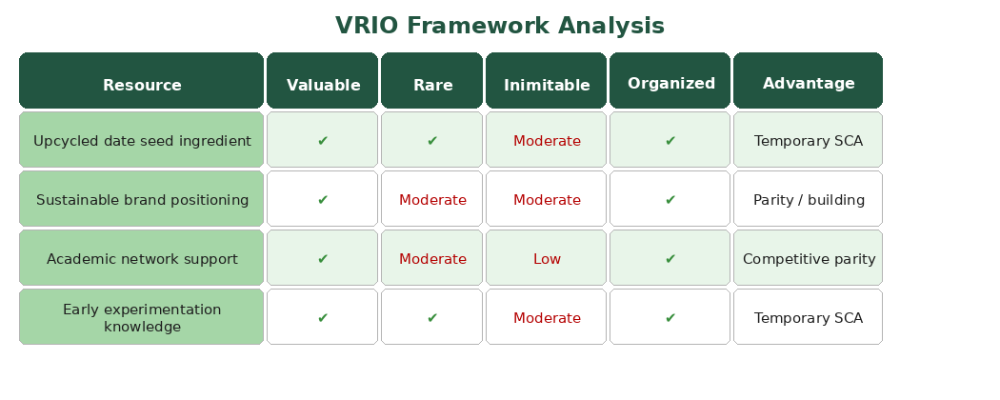 VRIO Framework Analysis
Resource Valuable Rare Inimitable Organized Advantage
Upcycled date seed ingredient ✔ ✔ Moderate ✔ Temporary SCA
Sustainable brand positioning ✔ Moderate Moderate ✔ Parity / building
Academic network support ✔ Moderate Low ✔ Competitive parity
Early experimentation
knowledge ✔ ✔ Moderate ✔ Temporary SCA